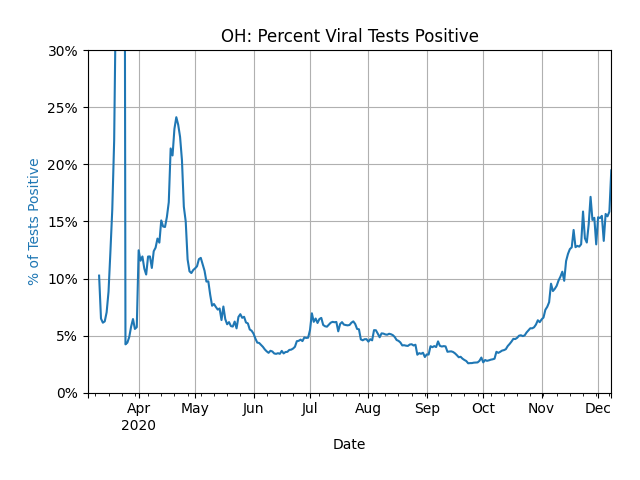 OH: Percent Viral Tests Positive
30%
25%
20%
15%
10%
5%
0%
% of Tests Positive
Apr May Jun Jul Aug Sep Oct Nov Dec
2020
Date